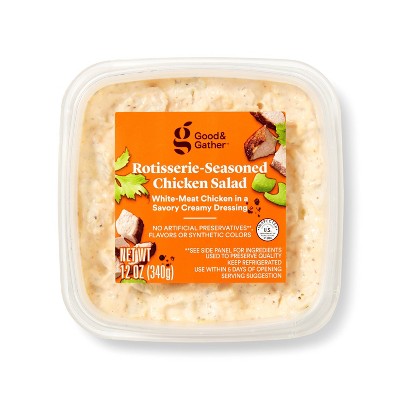 Good&
Gather™
Rotisserie-Seasoned
Chicken Salad
White-Meat Chicken in a
Savory Creamy Dressing
NO ARTIFICIAL PRESERVATIVES**
FLAVORS OR SYNTHETIC COLORS
U.S.
**SEE SIDE PANEL FOR INGREDIENTS
USED TO PRESERVE QUALITY
KEEP REFRIGERATED
USE WITHIN 5 DAYS OF OPENING
SERVING SUGGESTION
NET WT
12 OZ (340g)